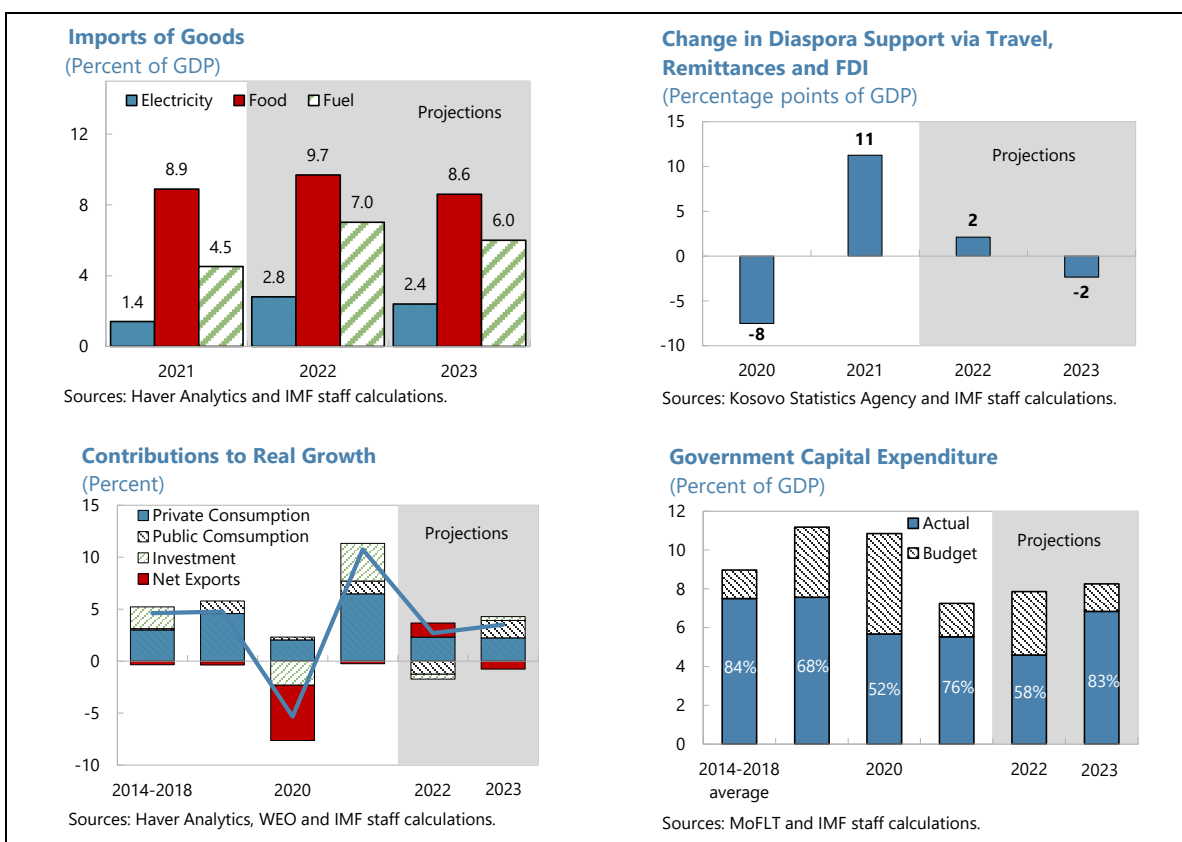 Imports of Goods
(Percent of GDP)
Electricity Food Fuel
Projections
12
8
4
0
8.9
9.7
8.6
4.5
7.0
6.0
1.4
2.8
2.4
2021 2022 2023
Sources: Haver Analytics and IMF staff calculations.
Change in Diaspora Support via Travel,
Remittances and FDI
(Percentage points of GDP)
15
10
5
0
-5
-10
11
Projections
2
-2
-8
2020 2021 2022 2023
Sources: Kosovo Statistics Agency and IMF staff calculations.
Contributions to Real Growth
(Percent)
15
10
5
0
-5
-10
Private Consumption
Public Comsumption
Investment
Net Exports
Projections
2014-2018 2020 2022 2023
Sources: Haver Analytics, WEO and IMF staff calculations.
Government Capital Expenditure
(Percent of GDP)
12
10
8
6
4
2
0
Actual
Budget
Projections
84% 68% 52% 76% 58% 83%
2014-2018 2020 2022 2023
average
Sources: MoFLT and IMF staff calculations.